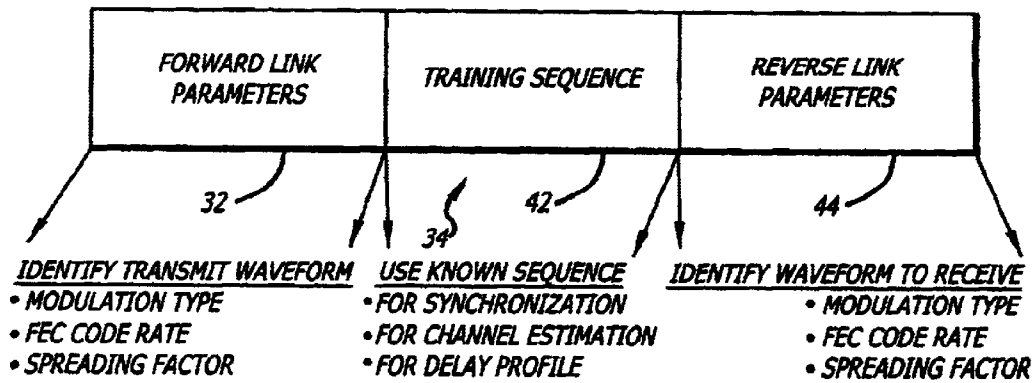 FORWARD LINK
PARAMETERS
TRAINING SEQUENCE
REVERSE LINK
PARAMETERS
32
34
42
44
IDENTIFY TRANSMIT WAVEFORM
• MODULATION TYPE
• FEC CODE RATE
• SPREADING FACTOR
USE KNOWN SEQUENCE
• FOR SYNCHRONIZATION
• FOR CHANNEL ESTIMATION
• FOR DELAY PROFILE
IDENTIFY WAVEFORM TO RECEIVE
• MODULATION TYPE
• FEC CODE RATE
• SPREADING FACTOR